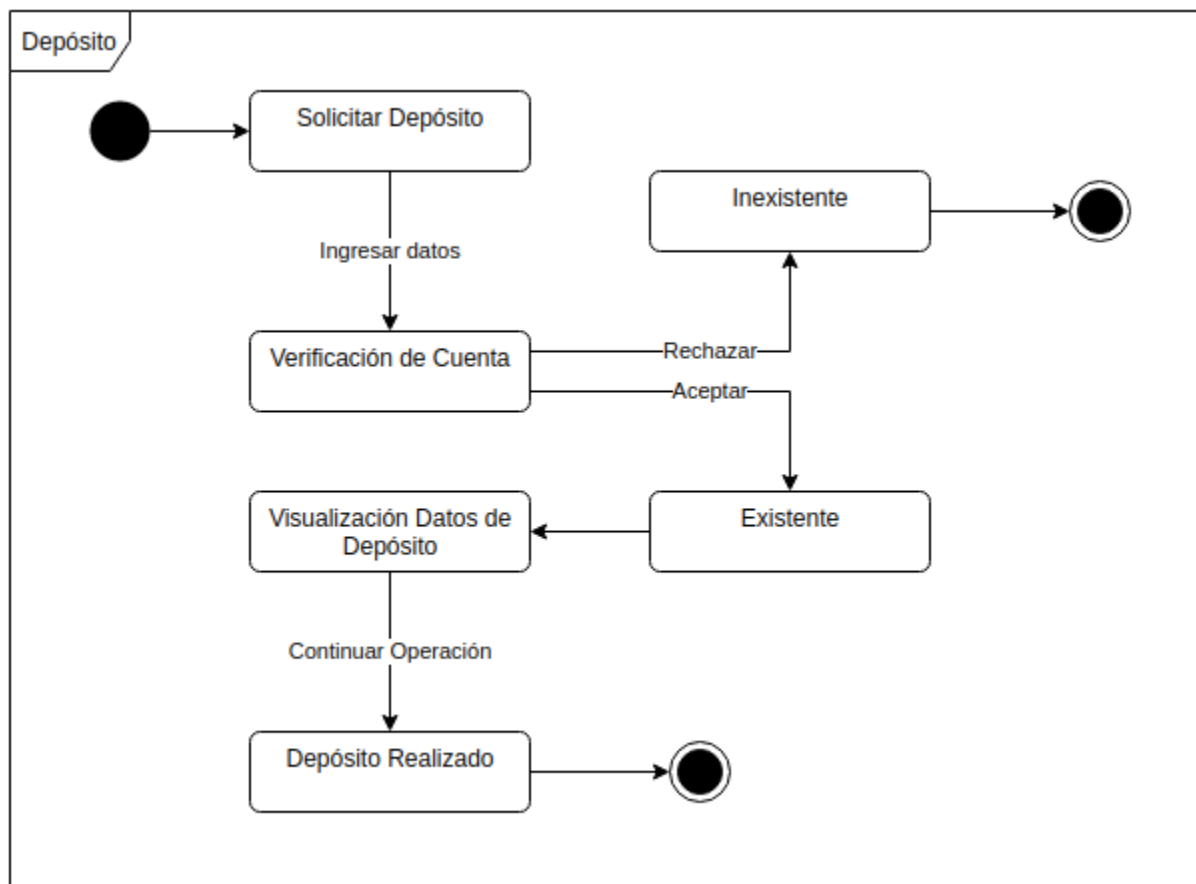 Depósito
Solicitar Depósito
Inexistente
Ingresar datos
Verificación de Cuenta
Rechazar
Aceptar
Visualización Datos de
Depósito
Existente
Continuar Operación
Depósito Realizado